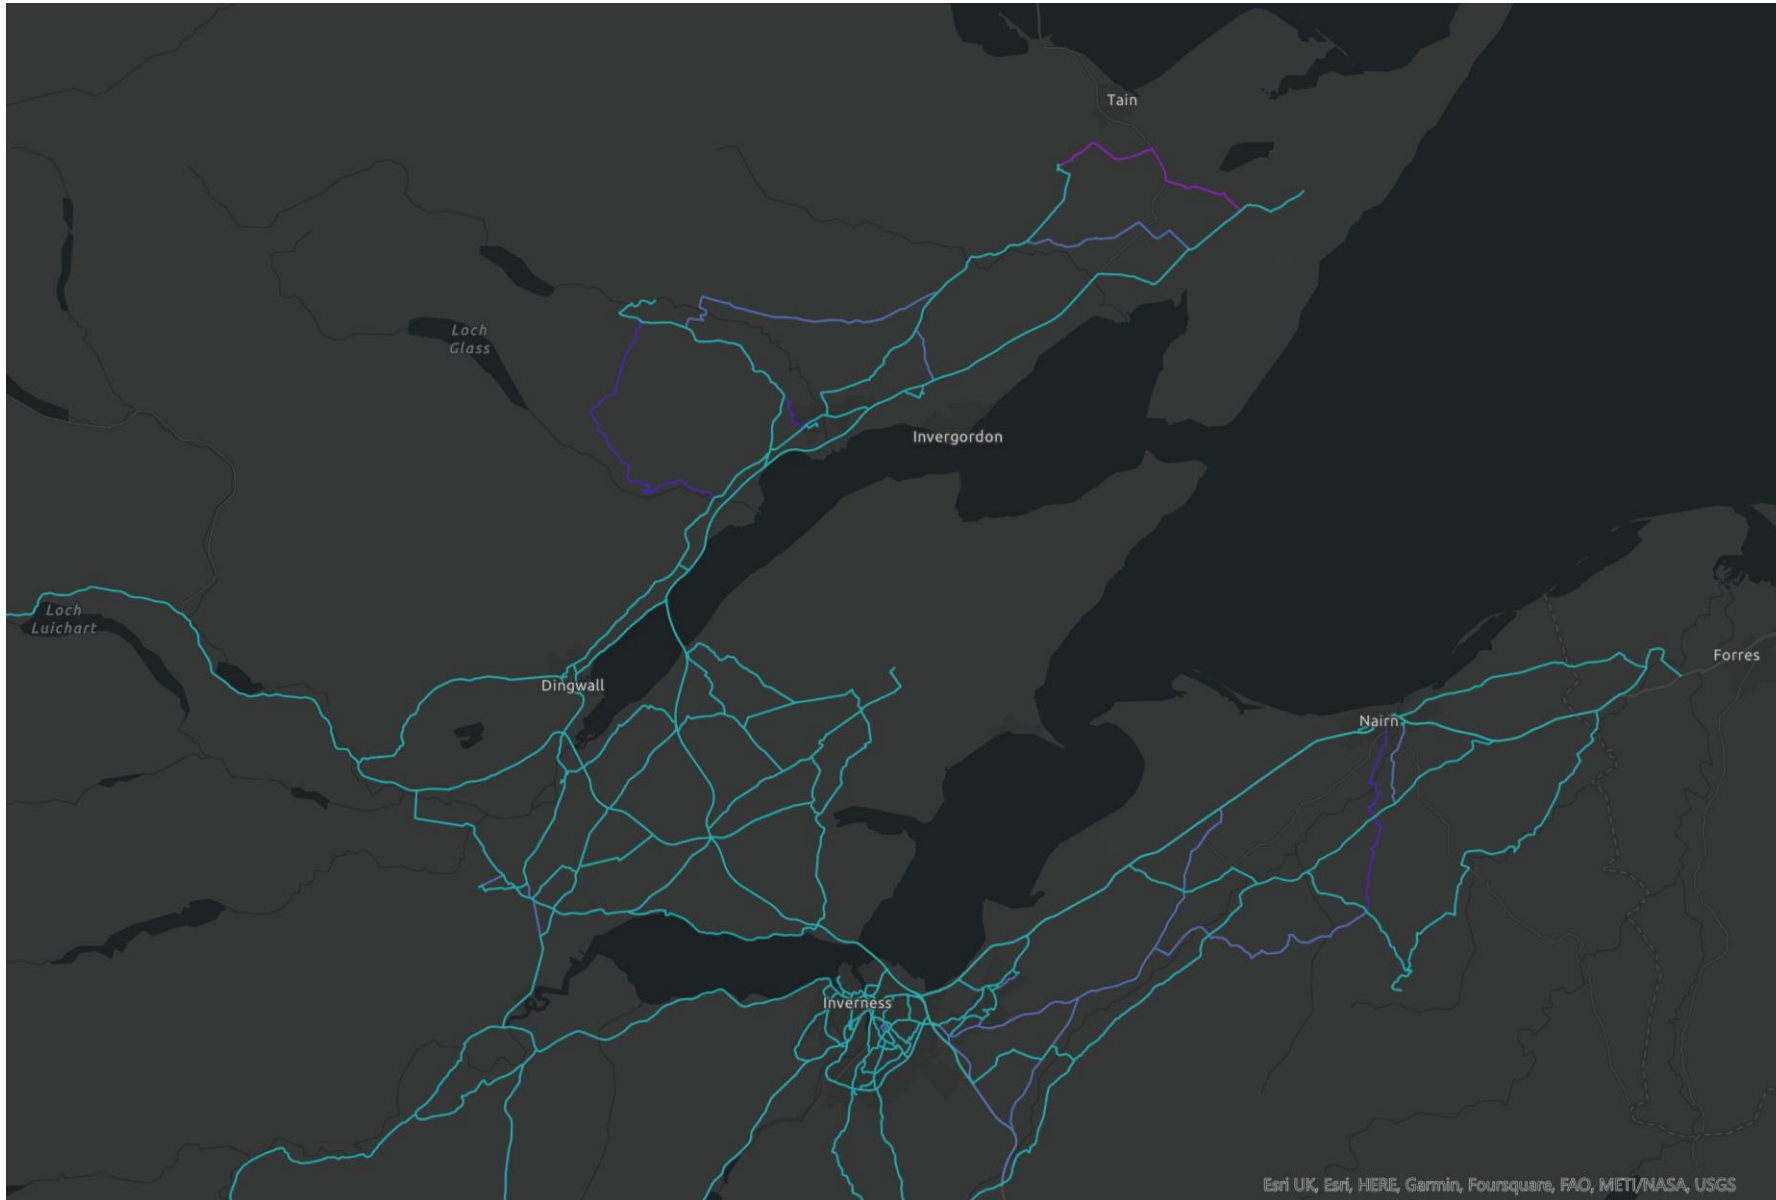 Tain
Loch
Glass
Invergordon
Loch
Luichart
Dingwall
Forres
Nairn
Inverness
Esri UK, Esri, HERE, Garmin, Foursquare, FAO, METI/NASA, USGS